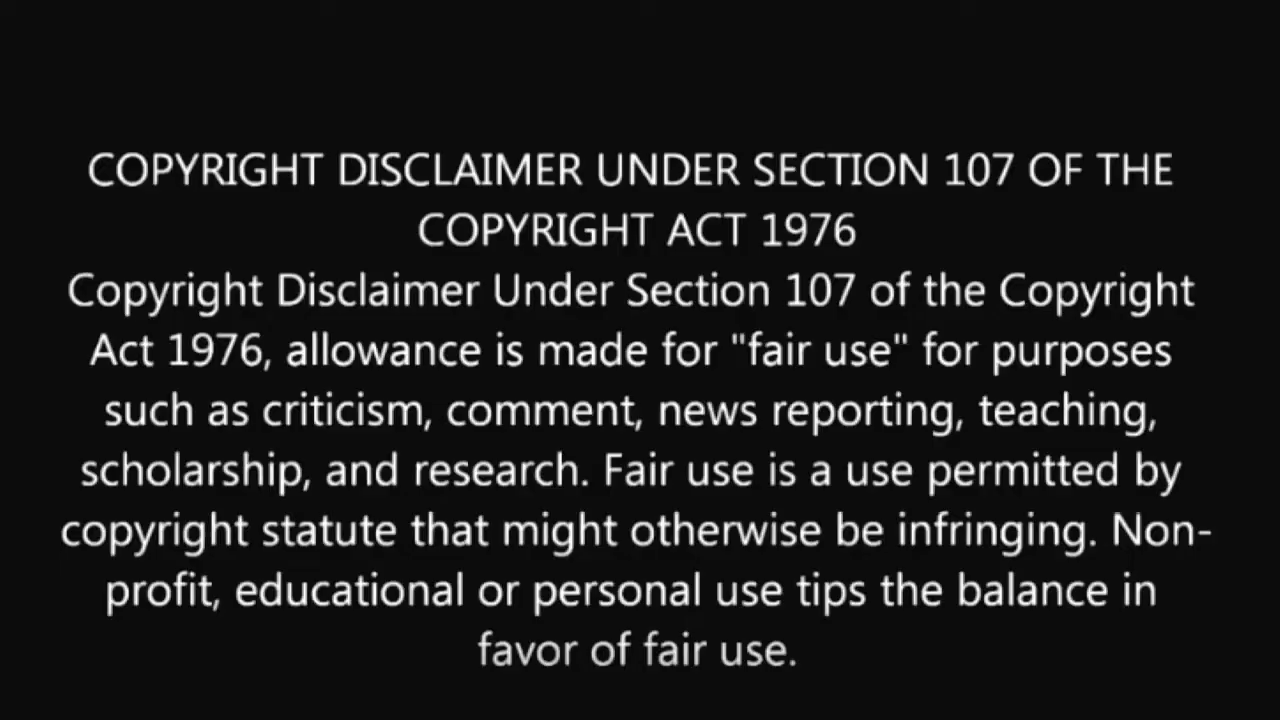 COPYRIGHT DISCLAIMER UNDER SECTION 107 OF THE
COPYRIGHT ACT 1976
Copyright Disclaimer Under Section 107 of the Copyright
Act 1976, allowance is made for "fair use" for purposes
such as criticism, comment, news reporting, teaching,
scholarship, and research. Fair use is a use permitted by
copyright statute that might otherwise be infringing. Non-
profit, educational or personal use tips the balance in
favor of fair use.